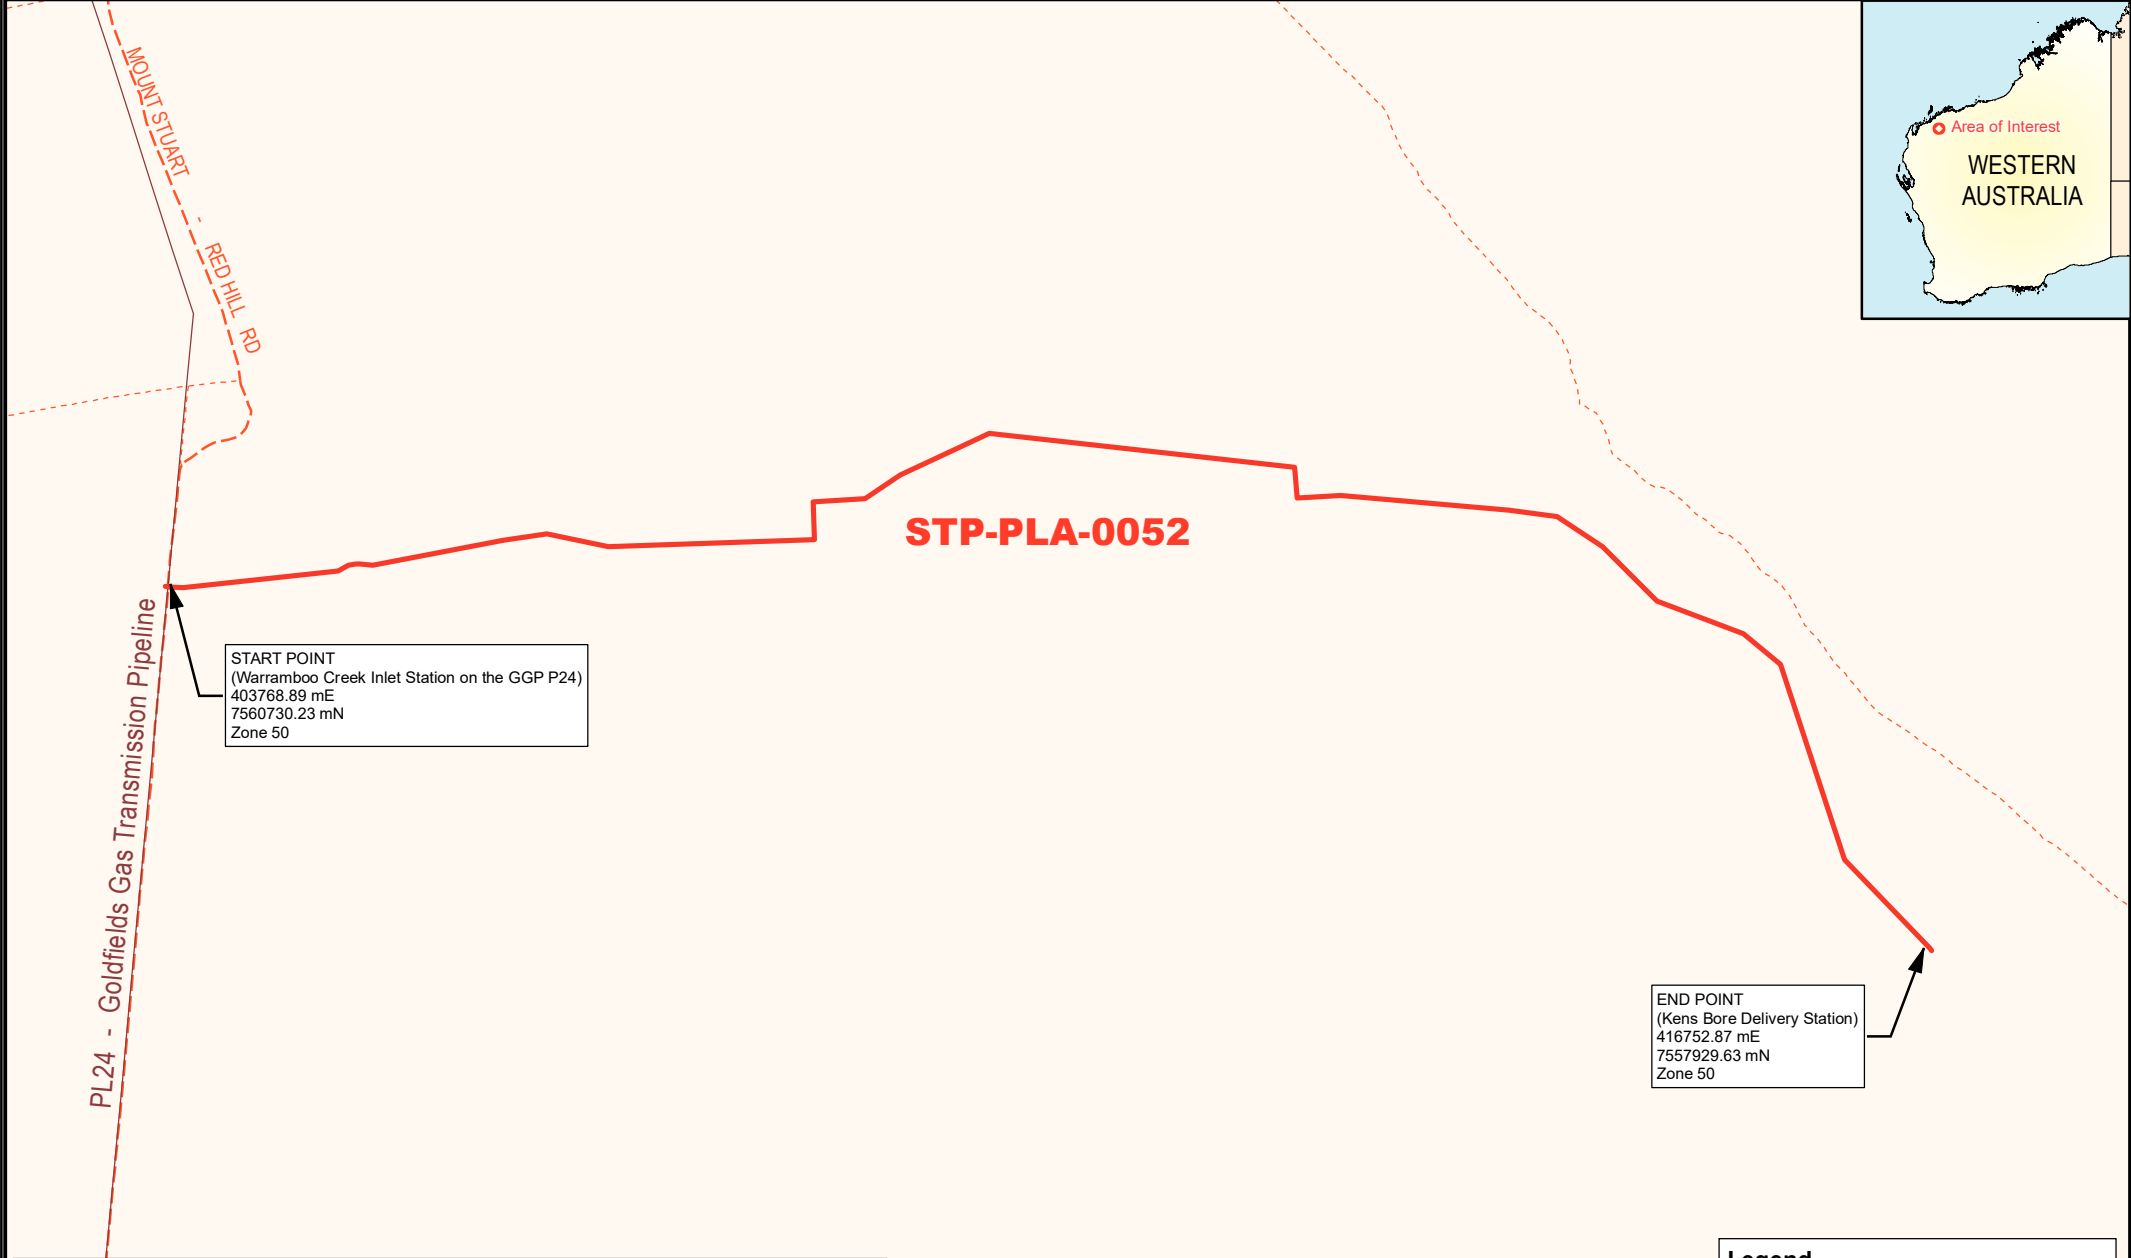 MOUNT STUART - RED HILL RD
Area of Interest
WESTERN
AUSTRALIA
STP-PLA-0052
PL24 - Goldfields Gas Transmission Pipeline
START POINT
(Warramboo Creek Inlet Station on the GGP P24)
403768.89 mE
7560730.23 mN
Zone 50
END POINT
(Kens Bore Delivery Station)
416752.87 mE
7557929.63 mN
Zone 50
Legend